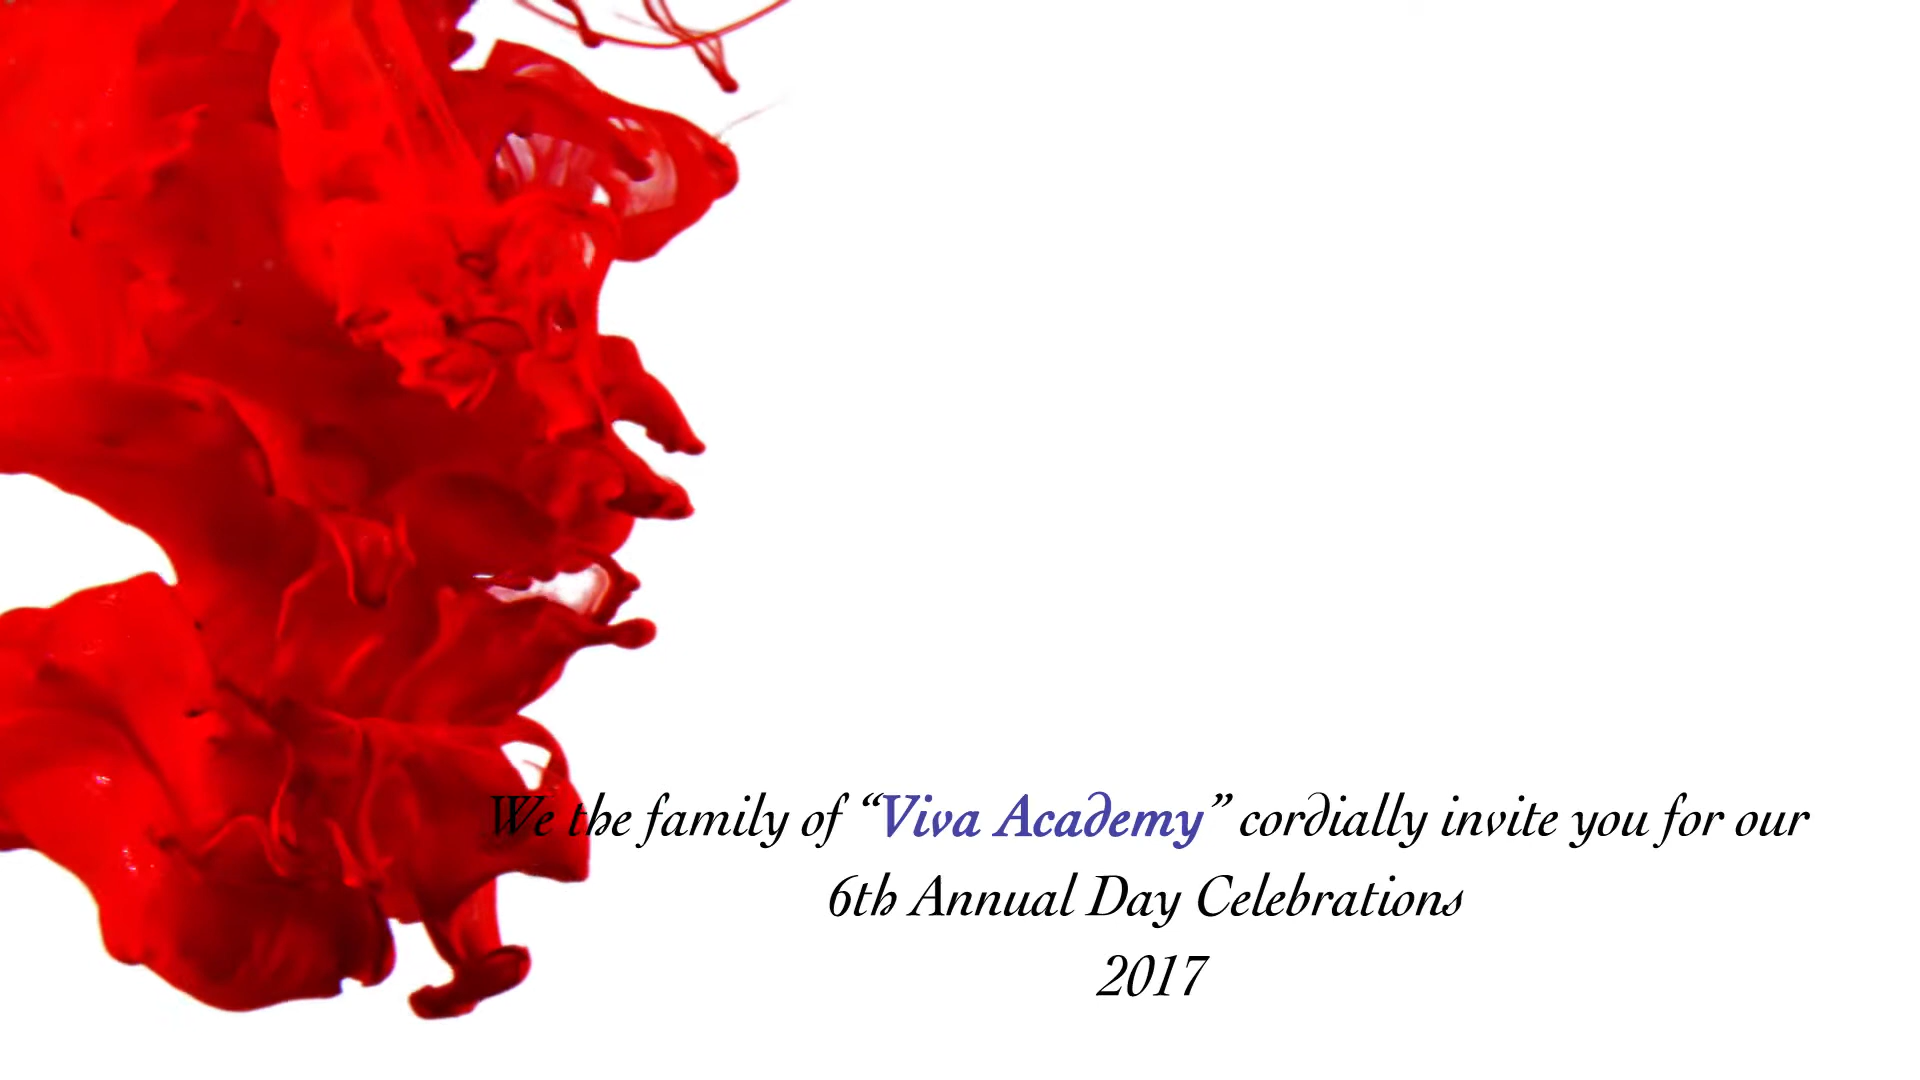 We the family of “Viva Academy” cordially invite you for our
6th Annual Day Celebrations
2017